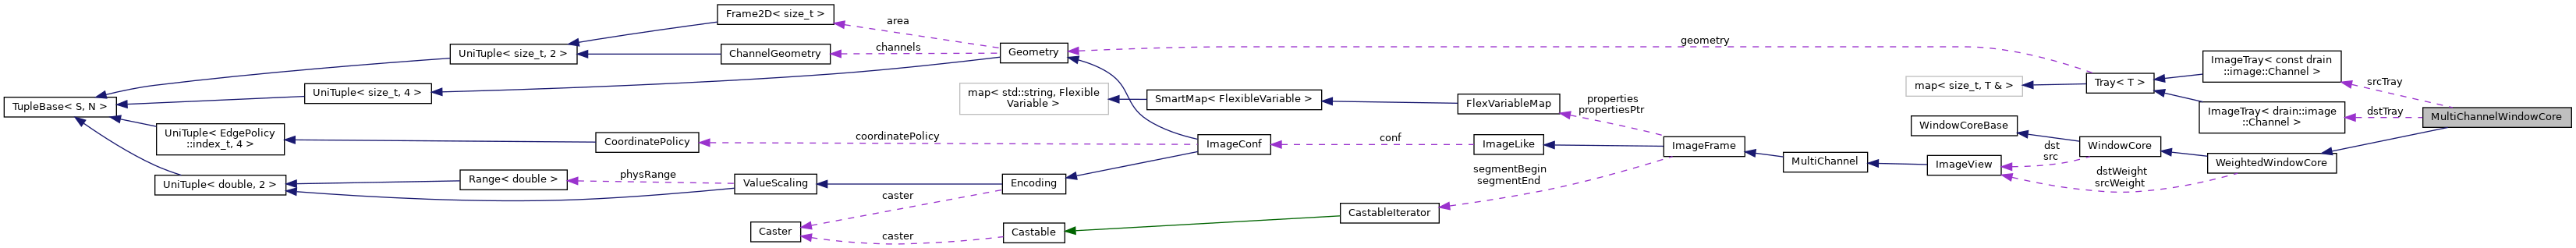 Frame2D< size_t >
area
UniTuple< size_t, 2 >
ChannelGeometry
channels
Geometry
geometry
UniTuple< size_t, 4 >
TupleBase< S, N >
map< std::string, Flexible
Variable >
SmartMap< FlexibleVariable >
FlexVariableMap
properties
propertiesPtr
map< size_t, T & >
Tray< T >
ImageTray< const drain
::image::Channel >
srcTray
ImageTray< drain::image
::Channel >
dstTray
MultiChannelWindowCore
UniTuple< EdgePolicy
::index_t, 4 >
CoordinatePolicy
coordinatePolicy
ImageConf
conf
ImageLike
ImageFrame
MultiChannel
ImageView
WindowCoreBase
WindowCore
dst
src
WeightedWindowCore
dstWeight
srcWeight
UniTuple< double, 2 >
Range< double >
physRange
ValueScaling
Encoding
segmentBegin
segmentEnd
caster
Caster
caster
Castable
CastableIterator